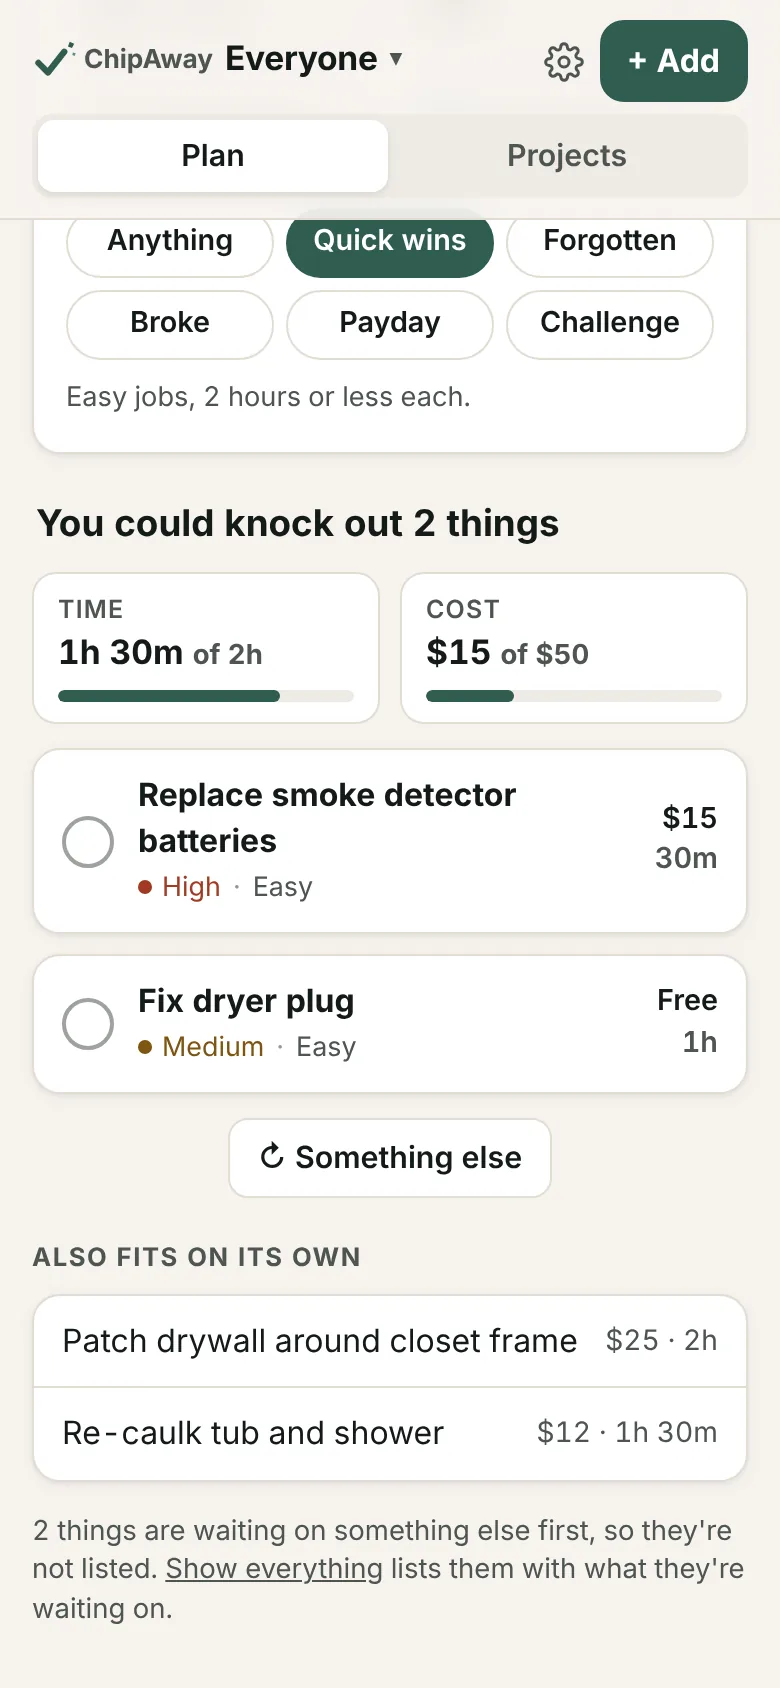 ChipAway Everyone ▼
+ Add
Plan
Projects
Anything
Quick wins
Forgotten
Broke
Payday
Challenge
Easy jobs, 2 hours or less each.
You could knock out 2 things
TIME
1h 30m of 2h
COST
$15 of $50
Replace smoke detector
batteries
High · Easy
$15
30m
Fix dryer plug
Medium · Easy
Free
1h
↻ Something else
ALSO FITS ON ITS OWN
Patch drywall around closet frame $25 · 2h
Re-caulk tub and shower $12 · 1h 30m
2 things are waiting on something else first, so they're
not listed. Show everything lists them with what they're
waiting on.